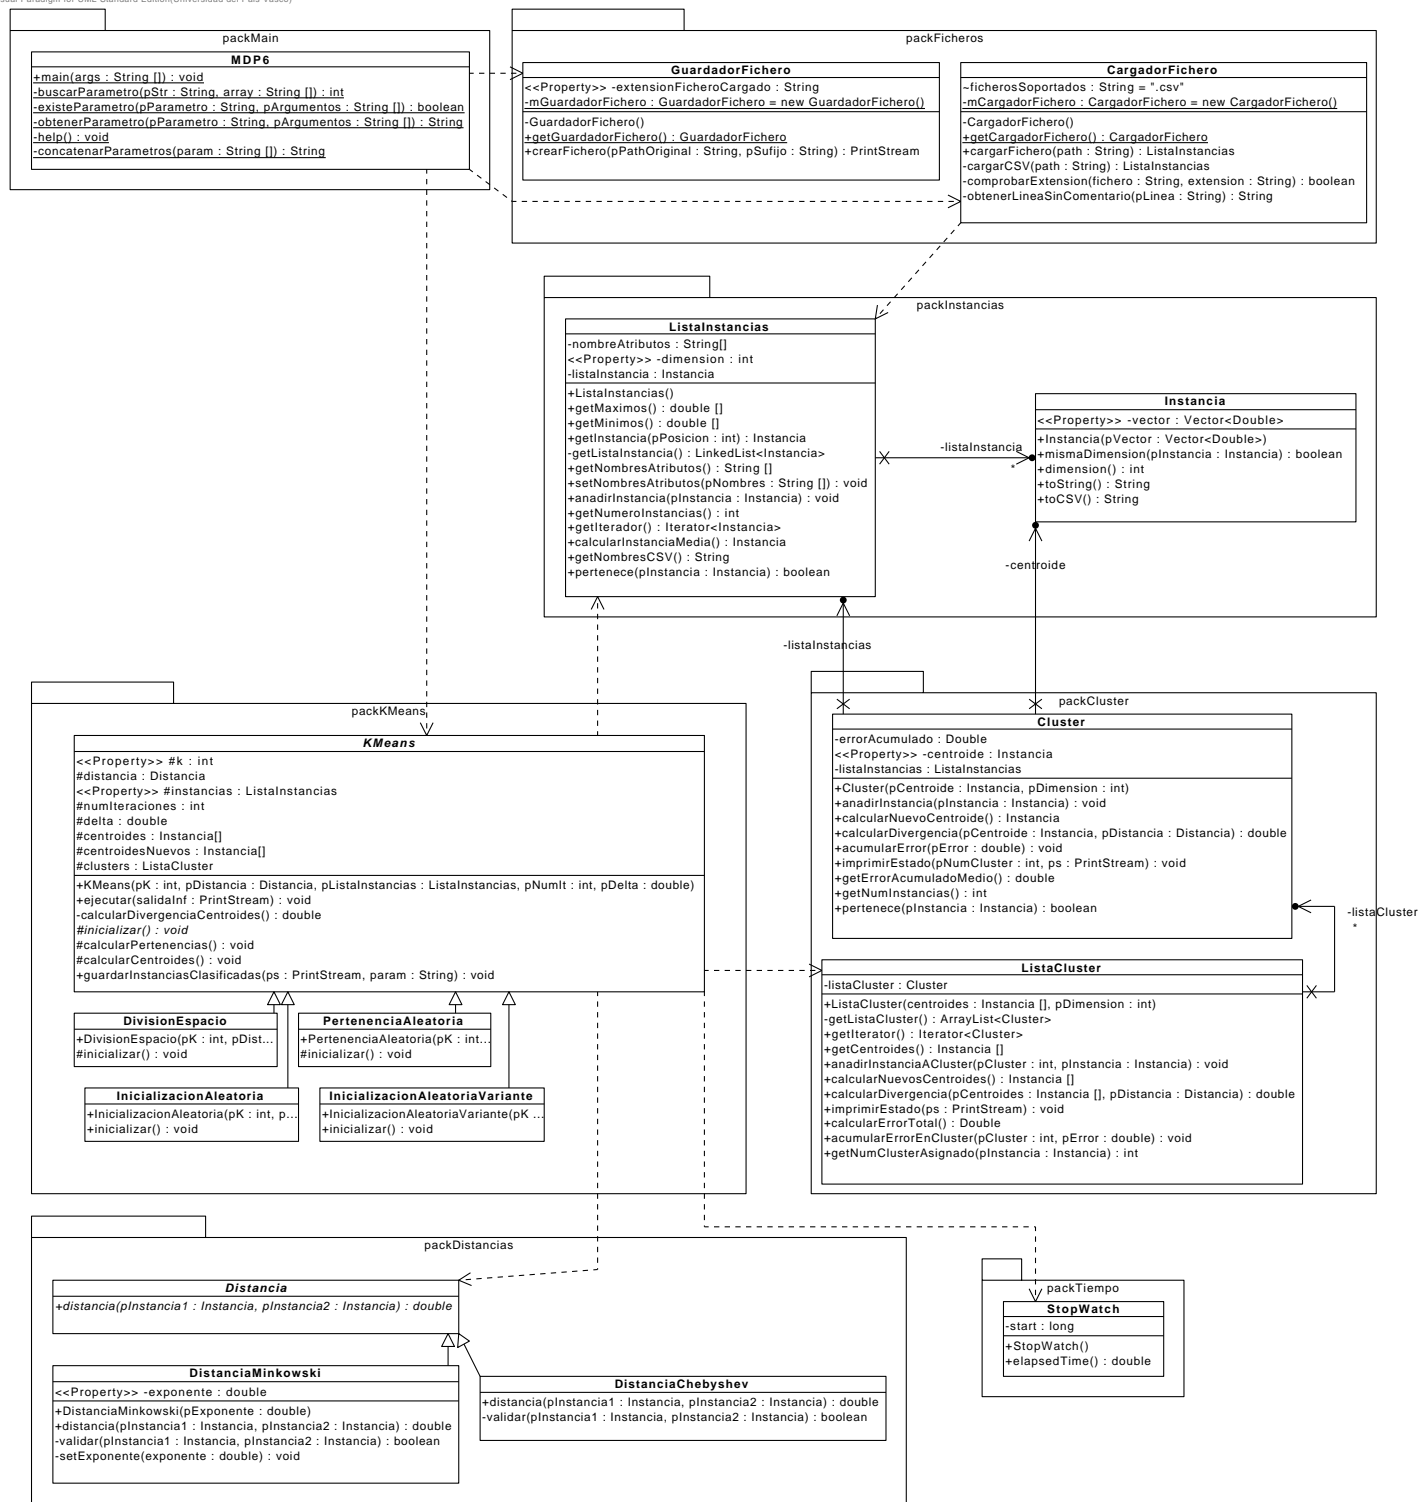 packMain
MDP6
+main(args : String []) : void
-buscarParametro(pStr : String, array : String []) : int
-existeParametro(pParametro : String, pArgumentos : String []) : boolean
-obtenerParametro(pParametro : String, pArgumentos : String []) : String
-help() : void
-concatenarParametros(param : String []) : String
packFicheros
GuardadorFichero
<<Property>> -extensionFicheroCargado : String
-mGuardadorFichero : GuardadorFichero = new GuardadorFichero()
-GuardadorFichero()
+getGuardadorFichero() : GuardadorFichero
+crearFichero(pPathOriginal : String, pSufijo : String) : PrintStream
CargadorFichero
~ficherosSoportados : String = ".csv"
-mCargadorFichero : CargadorFichero = new CargadorFichero()
-CargadorFichero()
+getCargadorFichero() : CargadorFichero
+cargarFichero(path : String) : ListaInstancias
-cargarCSV(path : String) : ListaInstancias
-comprobarExtension(fichero : String, extension : String) : boolean
-obtenerLineaSinComentario(pLinea : String) : String
packInstancias
ListaInstancias
-nombreAtributos : String[]
<<Property>> -dimension : int
-listaInstancia : Instancia
+ListaInstancias()
+getMaximos() : double []
+getMinimos() : double []
+getInstancia(pPosicion : int) : Instancia
-getListaInstancia() : LinkedList<Instancia>
+getNombresAtributos() : String []
+setNombresAtributos(pNombres : String []) : void
+anadirInstancia(pInstancia : Instancia) : void
+getNumeroInstancias() : int
+getIterador() : Iterator<Instancia>
+calcularInstanciaMedia() : Instancia
+getNombresCSV() : String
+pertenece(pInstancia : Instancia) : boolean
-listaInstancia
*
Instancia
<<Property>> -vector : Vector<Double>
+Instancia(pVector : Vector<Double>)
+mismaDimension(pInstancia : Instancia) : boolean
+dimension() : int
+toString() : String
+toCSV() : String
-centroide
-listaInstancias
packKMeans
KMeans
<<Property>> #k : int
#distancia : Distancia
<<Property>> #instancias : ListaInstancias
#numIteraciones : int
#delta : double
#centroides : Instancia[]
#centroidesNuevos : Instancia[]
#clusters : ListaCluster
+KMeans(pK : int, pDistancia : Distancia, pListaInstancias : ListaInstancias, pNumIt : int, pDelta : double)
+ejecutar(salidaInf : PrintStream) : void
-calcularDivergenciaCentroides() : double
#inicializar() : void
#calcularPertenencias() : void
#calcularCentroides() : void
+guardarInstanciasClasificadas(ps : PrintStream, param : String) : void
DivisionEspacio
+DivisionEspacio(pK : int, pDist...
#inicializar() : void
PertenenciaAleatoria
+PertenenciaAleatoria(pK : int...
#inicializar() : void
InicializacionAleatoria
+InicializacionAleatoria(pK : int, p...
+inicializar() : void
InicializacionAleatoriaVariante
+InicializacionAleatoriaVariante(pK ...
+inicializar() : void
packCluster
Cluster
-errorAcumulado : Double
<<Property>> -centroide : Instancia
-listaInstancias : ListaInstancias
+Cluster(pCentroide : Instancia, pDimension : int)
+anadirInstancia(pInstancia : Instancia) : void
+calcularNuevoCentroide() : Instancia
+calcularDivergencia(pCentroide : Instancia, pDistancia : Distancia) : double
+acumularError(pError : double) : void
+imprimirEstado(pNumCluster : int, ps : PrintStream) : void
+getErrorAcumuladoMedio() : double
+getNumInstancias() : int
+pertenece(pInstancia : Instancia) : boolean
-listaCluster
*
ListaCluster
-listaCluster : Cluster
+ListaCluster(centroides : Instancia [], pDimension : int)
-getListaCluster() : ArrayList<Cluster>
+getIterator() : Iterator<Cluster>
+getCentroides() : Instancia []
+anadirInstanciaACluster(pCluster : int, pInstancia : Instancia) : void
+calcularNuevosCentroides() : Instancia []
+calcularDivergencia(pCentroides : Instancia [], pDistancia : Distancia) : double
+imprimirEstado(ps : PrintStream) : void
+calcularErrorTotal() : Double
+acumularErrorEnCluster(pCluster : int, pError : double) : void
+getNumClusterAsignado(pInstancia : Instancia) : int
packDistancias
Distancia
+distancia(pInstancia1 : Instancia, pInstancia2 : Instancia) : double
DistanciaMinkowski
<<Property>> -exponente : double
+DistanciaMinkowski(pExponente : double)
+distancia(pInstancia1 : Instancia, pInstancia2 : Instancia) : double
-validar(pInstancia1 : Instancia, pInstancia2 : Instancia) : boolean
-setExponente(exponente : double) : void
DistanciaChebyshev
+distancia(pInstancia1 : Instancia, pInstancia2 : Instancia) : double
-validar(pInstancia1 : Instancia, pInstancia2 : Instancia) : boolean
packTiempo
StopWatch
-start : long
+StopWatch()
+elapsedTime() : double